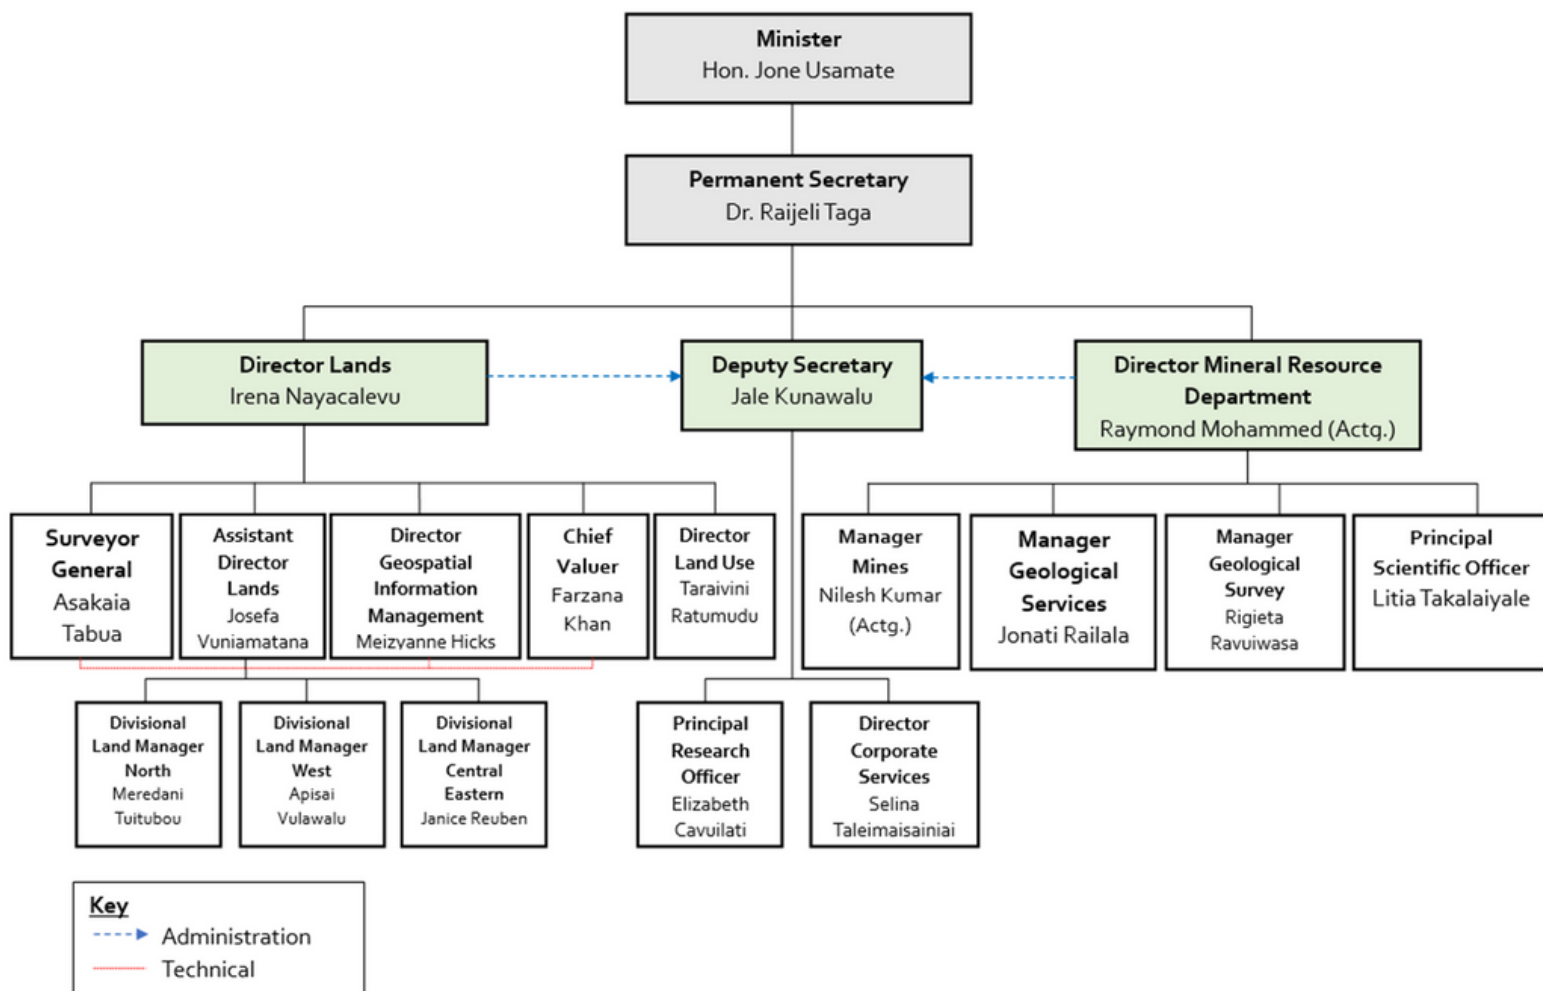 Minister
Hon. Jone Usamate
Permanent Secretary
Dr. Raijeli Taga
Director Lands
Irena Nayacalevu
Deputy Secretary
Jale Kunawalu
Director Mineral Resource
Department
Raymond Mohammed (Actg.)
Surveyor
General
Asakaia
Tabua
Assistant
Director
Lands
Josefa
Vuniamatana
Director
Geospatial
Information
Management
Meizyanne Hicks
Chief
Valuer
Farzana
Khan
Director
Land Use
Taraivini
Ratumudu
Manager
Mines
Nilesh Kumar
(Actg.)
Manager
Geological
Services
Jonati Railala
Manager
Geological
Survey
Rigieta
Ravuiwasa
Principal
Scientific Officer
Litia Takalaiyale
Divisional
Land Manager
North
Meredani
Tuitubou
Divisional
Land Manager
West
Apisai
Vulawalu
Divisional
Land Manager
Central
Eastern
Janice Reuben
Principal
Research
Officer
Elizabeth
Cavuilati
Director
Corporate
Services
Selina
Taleimaisainiai
Key
Administration
Technical